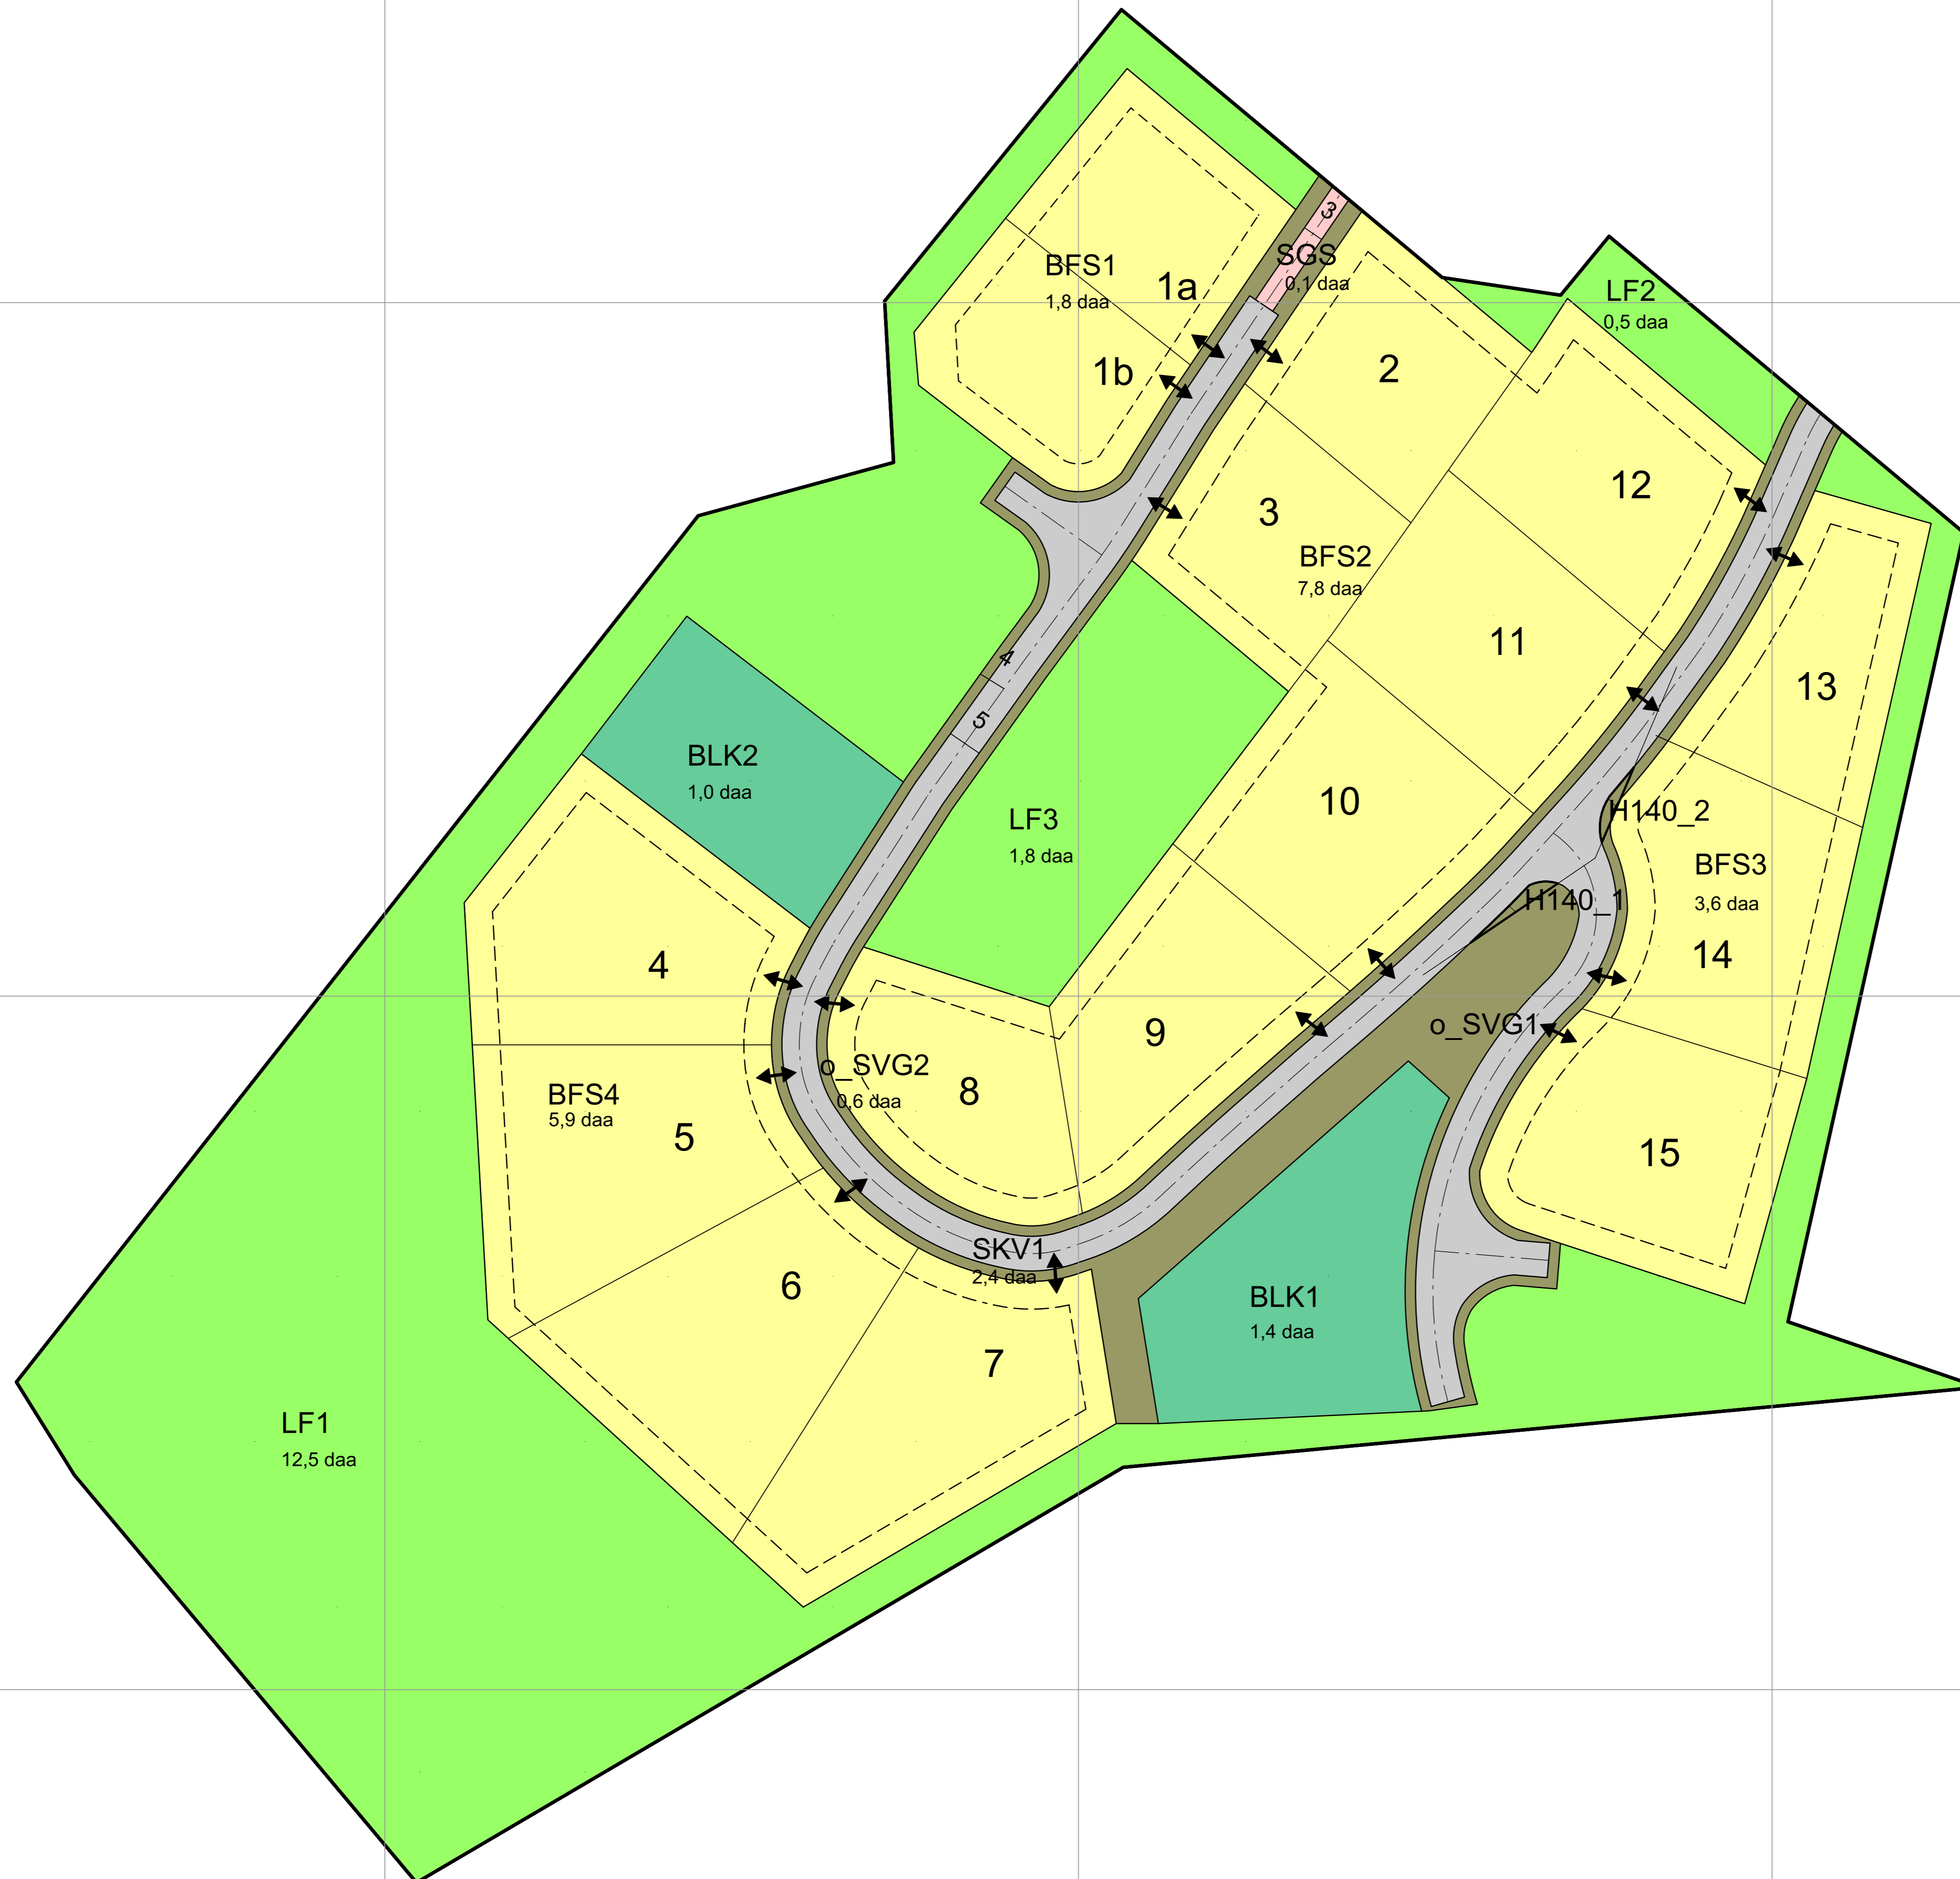 3
SGS
0,1 daa
BFS1
1,8 daa
1a
1b
LF2
0,5 daa
2
12
3
BFS2
7,8 daa
11
13
4
5
BLK2
1,0 daa
LF3
1,8 daa
10
H140_2
BFS3
3,6 daa
H140_1
14
4
9
o_SVG1
o_SVG2
0,6 daa
8
BFS4
5,9 daa
5
15
SKV1
2,4 daa
6
BLK1
1,4 daa
7
LF1
12,5 daa